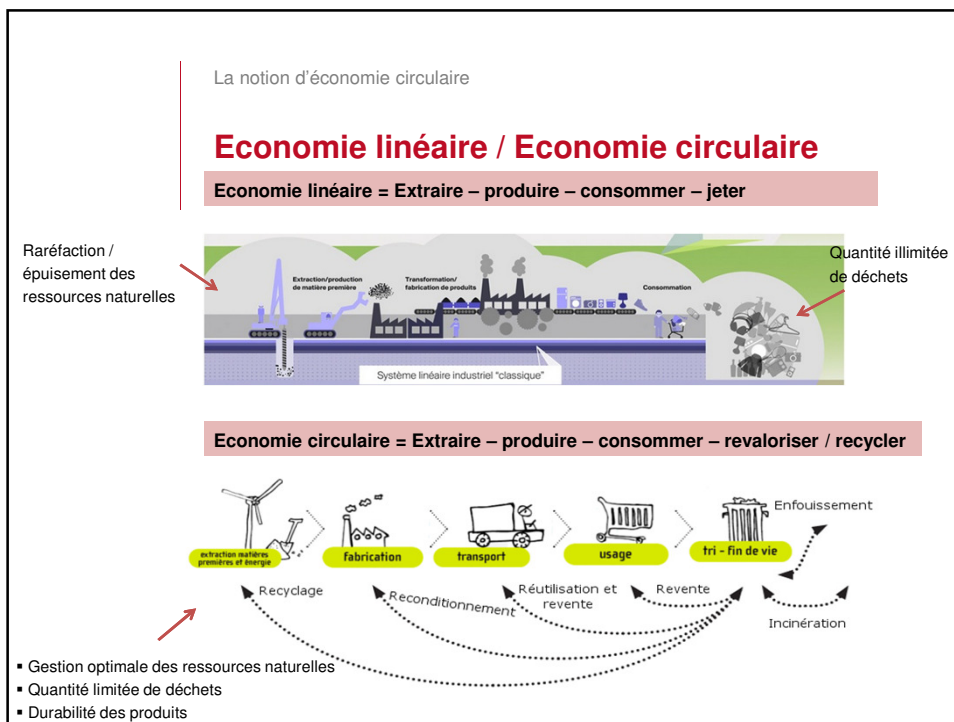 La notion d'économie circulaire
Economie linéaire / Economie circulaire
Economie linéaire = Extraire – produire – consommer – jeter
Raréfaction /
épuisement des
ressources naturelles
Extraction/production
de matière première
Transformation/
fabrication de produits
Consommation
Quantité illimitée
de déchets
Système linéaire industriel "classique"
Economie circulaire = Extraire – produire – consommer – revaloriser / recycler
extraction matières
premières et énergie
fabrication
transport
usage
tri - fin de vie
Enfouissement
Recyclage
Reconditionnement
Réutilisation et
revente
Revente
Incinération
▪ Gestion optimale des ressources naturelles
▪ Quantité limitée de déchets
▪ Durabilité des produits